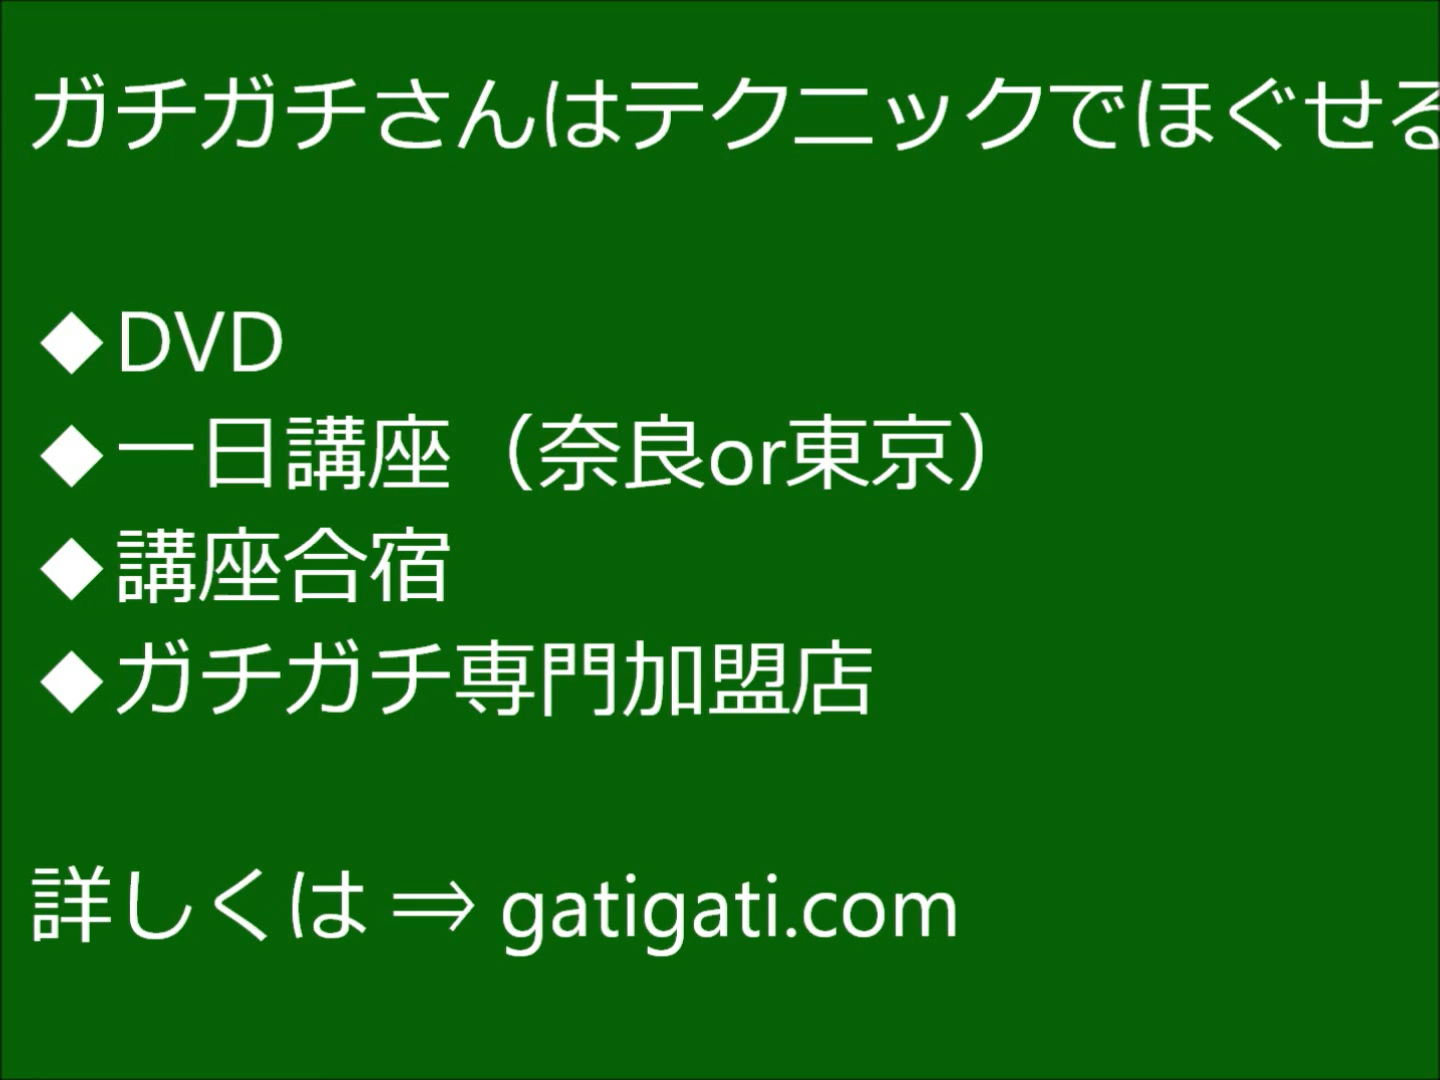 ガチガチさんはテクニックでほぐせる
◆DVD
◆一日講座（奈良or東京）
◆講座合宿
◆ガチガチ専門加盟店
詳しくは ⇒ gatigati.com